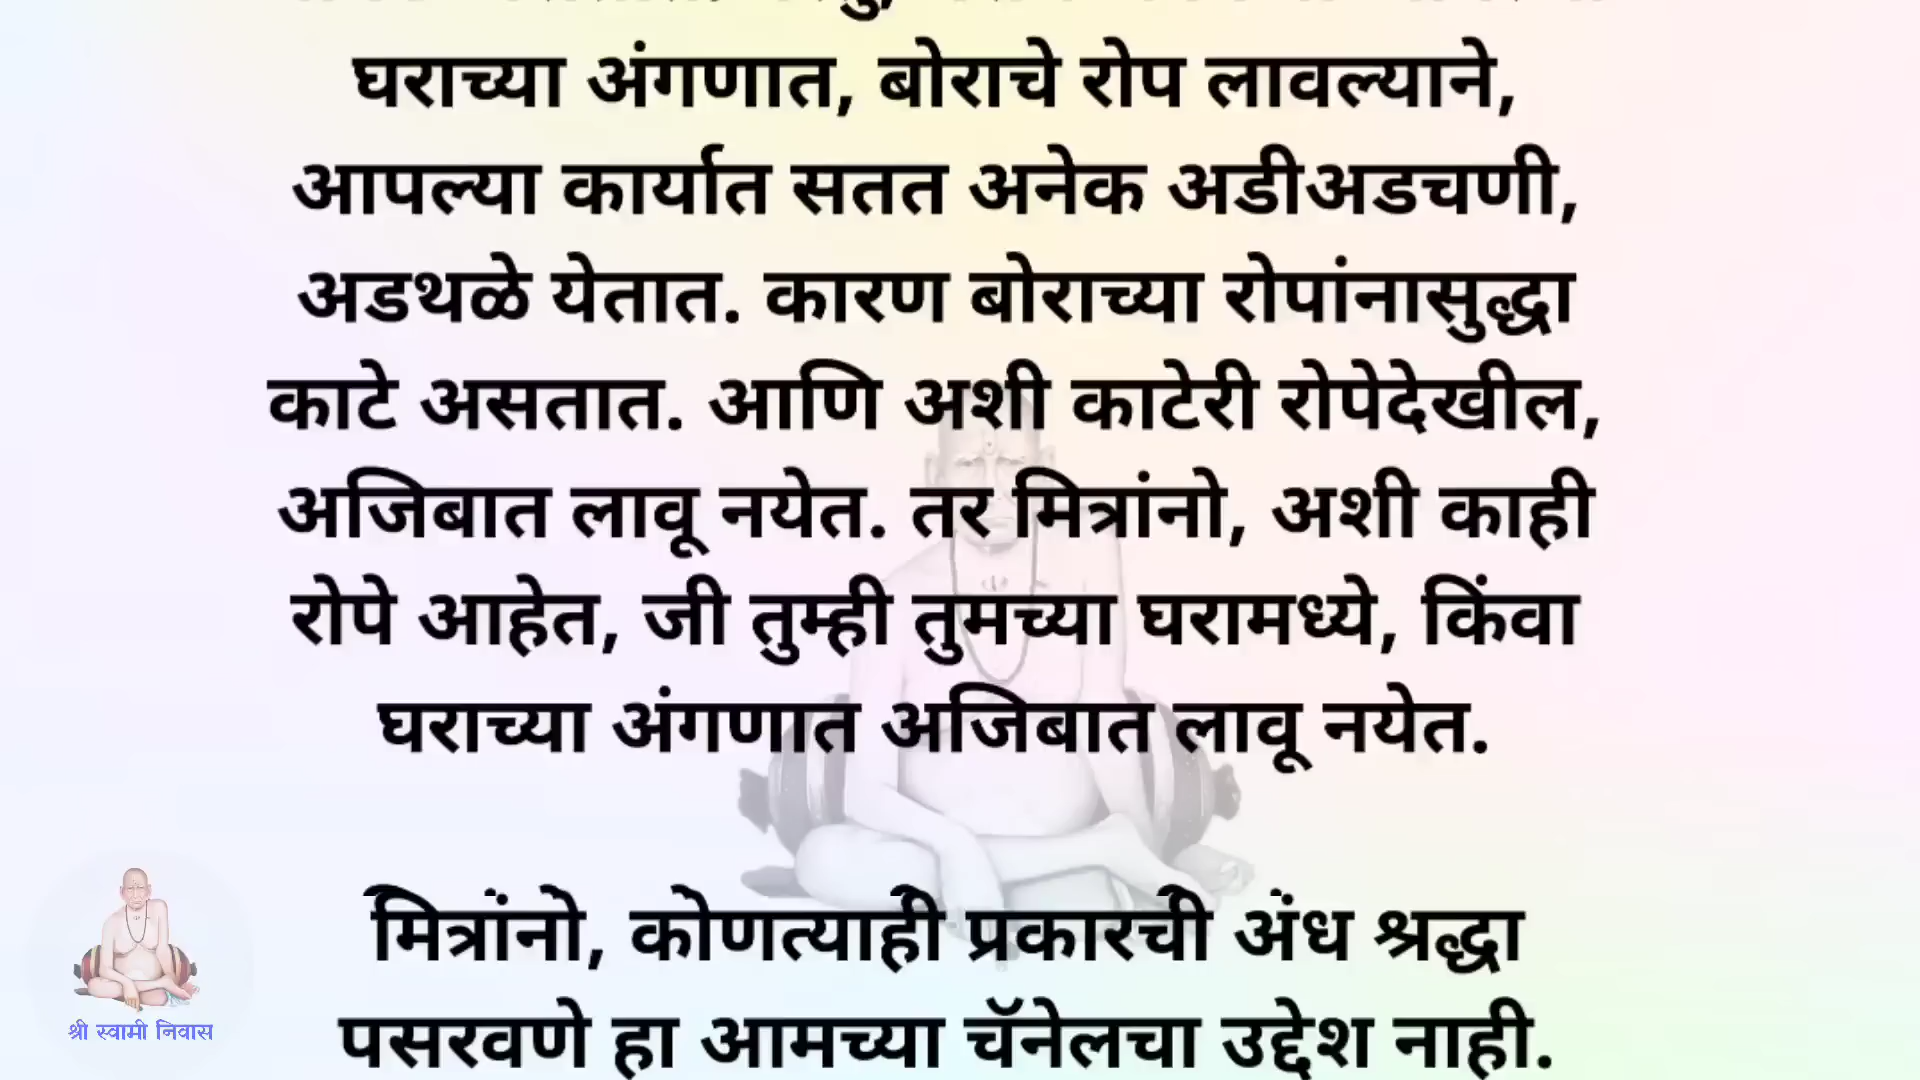 घराच्या अंगणात, बोराचे रोप लावल्याने,
आपल्या कार्यात सतत अनेक अडीअडचणी,
अडथळे येतात. कारण बोराच्या रोपांनासुद्धा
काटे असतात. आणि अशी काटेरी रोपेदेखील,
अजिबात लावू नयेत. तर मित्रांनो, अशी काही
रोपे आहेत, जी तुम्ही तुमच्या घरामध्ये, किंवा
घराच्या अंगणात अजिबात लावू नयेत.
मित्रांनो, कोणत्याही प्रकारची अंध श्रद्धा
पसरवणे हा आमच्या चॅनेलचा उद्देश नाही.
श्री स्वामी निवास